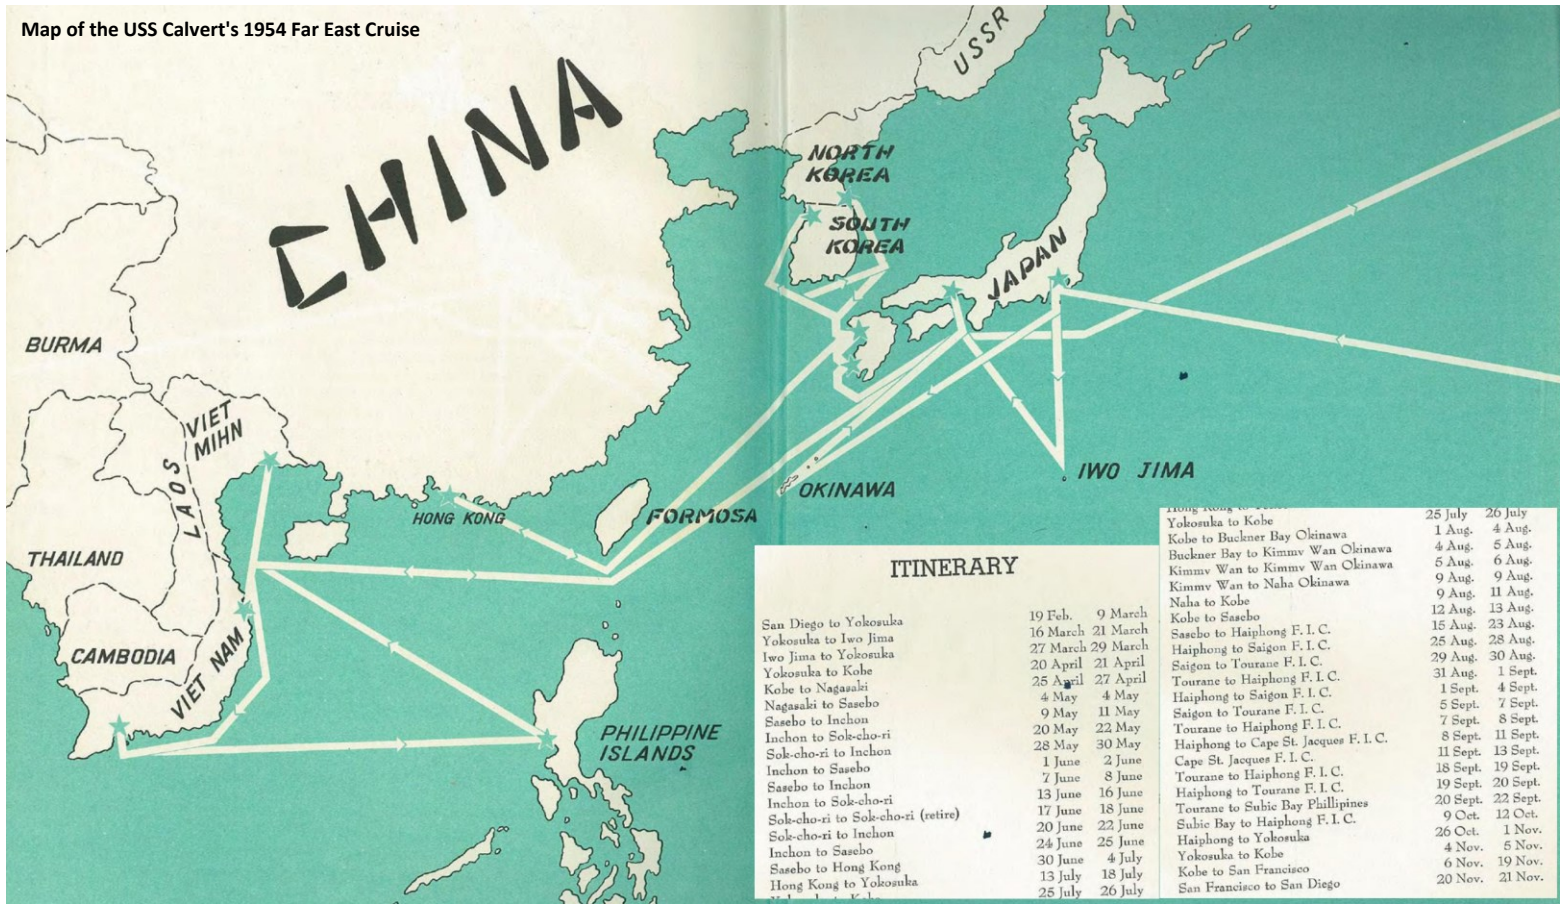 Map of the USS Calvert's 1954 Far East Cruise
USSR
CHINA
NORTH
KOREA
SOUTH
KOREA
JAPAN
BURMA
VIET
MIHN
LAOS
HONG KONG
FORMOSA
OKINAWA
IWO JIMA
THAILAND
CAMBODIA
VIET NAM
PHILIPPINE
ISLANDS
ITINERARY
San Diego to Yokosuka 19 Feb. 9 March
Yokosuka to Iwo Jima 16 March 21 March
Iwo Jima to Yokosuka 27 March 29 March
Yokosuka to Kobe 20 April 21 April
Kobe to Nagasaki 25 April 27 April
Nagasaki to Sasebo 4 May 4 May
Sasebo to Inchon 9 May 11 May
Inchon to Sok-cho-ri 20 May 22 May
Sok-cho-ri to Inchon 28 May 30 May
Inchon to Sasebo 1 June 2 June
Sasebo to Inchon 7 June 8 June
Inchon to Sok-cho-ri 13 June 16 June
Sok-cho-ri to Sok-cho-ri (retire) 17 June 18 June
Sok-cho-ri to Inchon 20 June 22 June
Inchon to Sasebo 24 June 25 June
Sasebo to Hong Kong 30 June 4 July
Hong Kong to Yokosuka 13 July 18 July
25 July 26 July
Yokosuka to Kobe 25 July 26 July
Kobe to Buckner Bay Okinawa 1 Aug. 4 Aug.
Buckner Bay to Kimmv Wan Okinawa 4 Aug. 5 Aug.
Kimmv Wan to Kimmv Wan Okinawa 5 Aug. 6 Aug.
Kimmv Wan to Naha Okinawa 9 Aug. 9 Aug.
Naha to Kobe 9 Aug. 11 Aug.
Kobe to Sasebo 12 Aug. 13 Aug.
Sasebo to Haiphong F. I. C. 15 Aug. 23 Aug.
Haiphong to Saigon F. I. C. 25 Aug. 28 Aug.
Saigon to Tourane F. I. C. 29 Aug. 30 Aug.
Tourane to Haiphong F. I. C. 31 Aug. 1 Sept.
Haiphong to Saigon F. I. C. 1 Sept. 4 Sept.
Saigon to Tourane F. I. C. 5 Sept. 7 Sept.
Tourane to Haiphong F. I. C. 7 Sept. 8 Sept.
Haiphong to Cape St. Jacques F. I. C. 8 Sept. 11 Sept.
Cape St. Jacques F. I. C. 11 Sept. 13 Sept.
Tourane to Haiphong F. I. C. 18 Sept. 19 Sept.
Haiphong to Tourane F. I. C. 19 Sept. 20 Sept.
Tourane to Subic Bay Phillipines 20 Sept. 22 Sept.
Subic Bay to Haiphong F. I. C. 9 Oct. 12 Oct.
Haiphong to Yokosuka 26 Oct. 1 Nov.
Yokosuka to Kobe 4 Nov. 5 Nov.
Kobe to San Francisco 6 Nov. 19 Nov.
San Francisco to San Diego 20 Nov. 21 Nov.